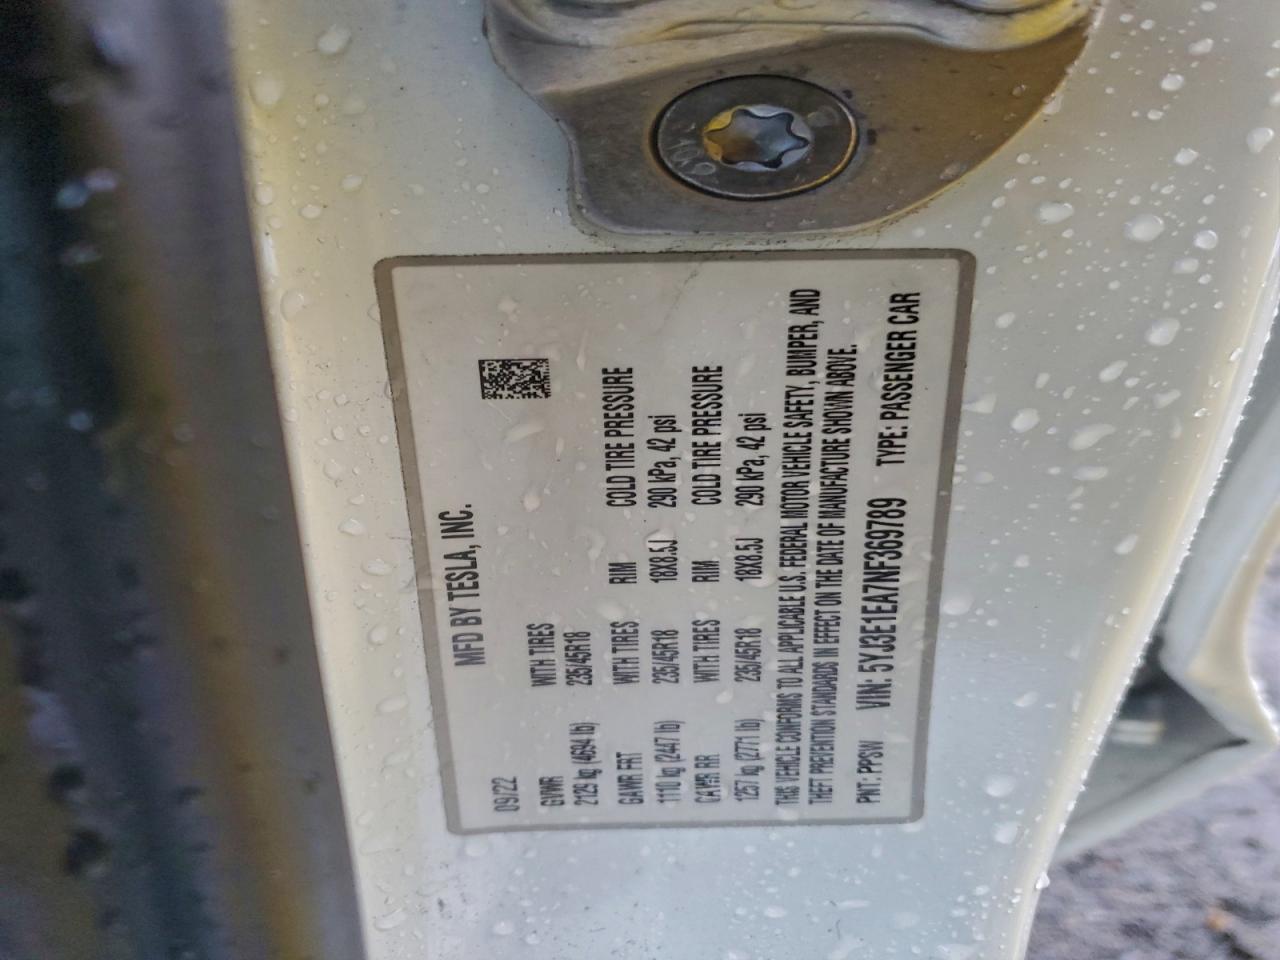 MFD BY TESLA, INC.
09/22
GVWR WITH TIRES
2129 kg (4694 lb) 235/45R18
GAWR FRT WITH TIRES RIM COLD TIRE PRESSURE
1110 kg (2447 lb) 235/45R18 18X8.5J 290 kPa, 42 psi
GAWR RR WITH TIRES RIM COLD TIRE PRESSURE
1257 kg (2771 lb) 235/45R18 18X8.5J 290 kPa, 42 psi
THIS VEHICLE CONFORMS TO ALL APPLICABLE U.S. FEDERAL MOTOR VEHICLE SAFETY, BUMPER, AND
THEFT PREVENTION STANDARDS IN EFFECT ON THE DATE OF MANUFACTURE SHOWN ABOVE.
PNT: PPSW VIN: 5YJ3E1EA7NF369789 TYPE: PASSENGER CAR